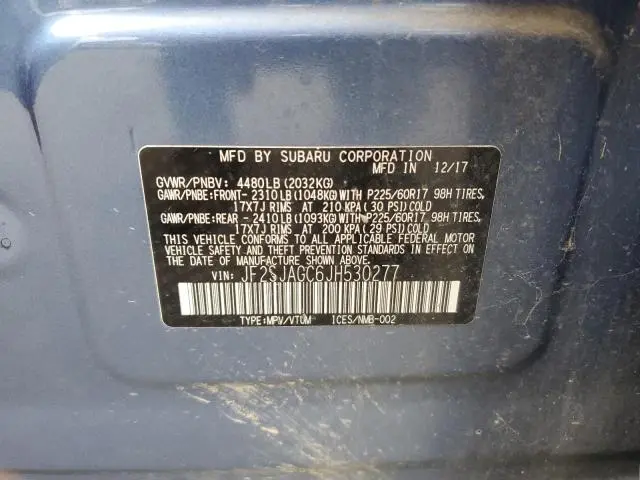 MFD BY SUBARU CORPORATION
MFD IN 12/17
GVWR/PNBV: 4480LB (2032KG)
GAWR/PNBE:FRONT- 2310LB (1048KG) WITH P225/60R17 98H TIRES,
17X7J RIMS AT 210 KPA (30 PSI) COLD
GAWR/PNBE:REAR - 2410LB (1093KG) WITH P225/60R17 98H TIRES,
17X7J RIMS AT 200 KPA (29 PSI) COLD
THIS VEHICLE CONFORMS TO ALL APPLICABLE FEDERAL MOTOR
VEHICLE SAFETY AND THEFT PREVENTION STANDARDS IN EFFECT
ON THE DATE OF MANUFACTURE SHOWN ABOVE.
VIN: JF2SJAGC6JH530277
TYPE:MPV/VTUM ICES/NMB-002